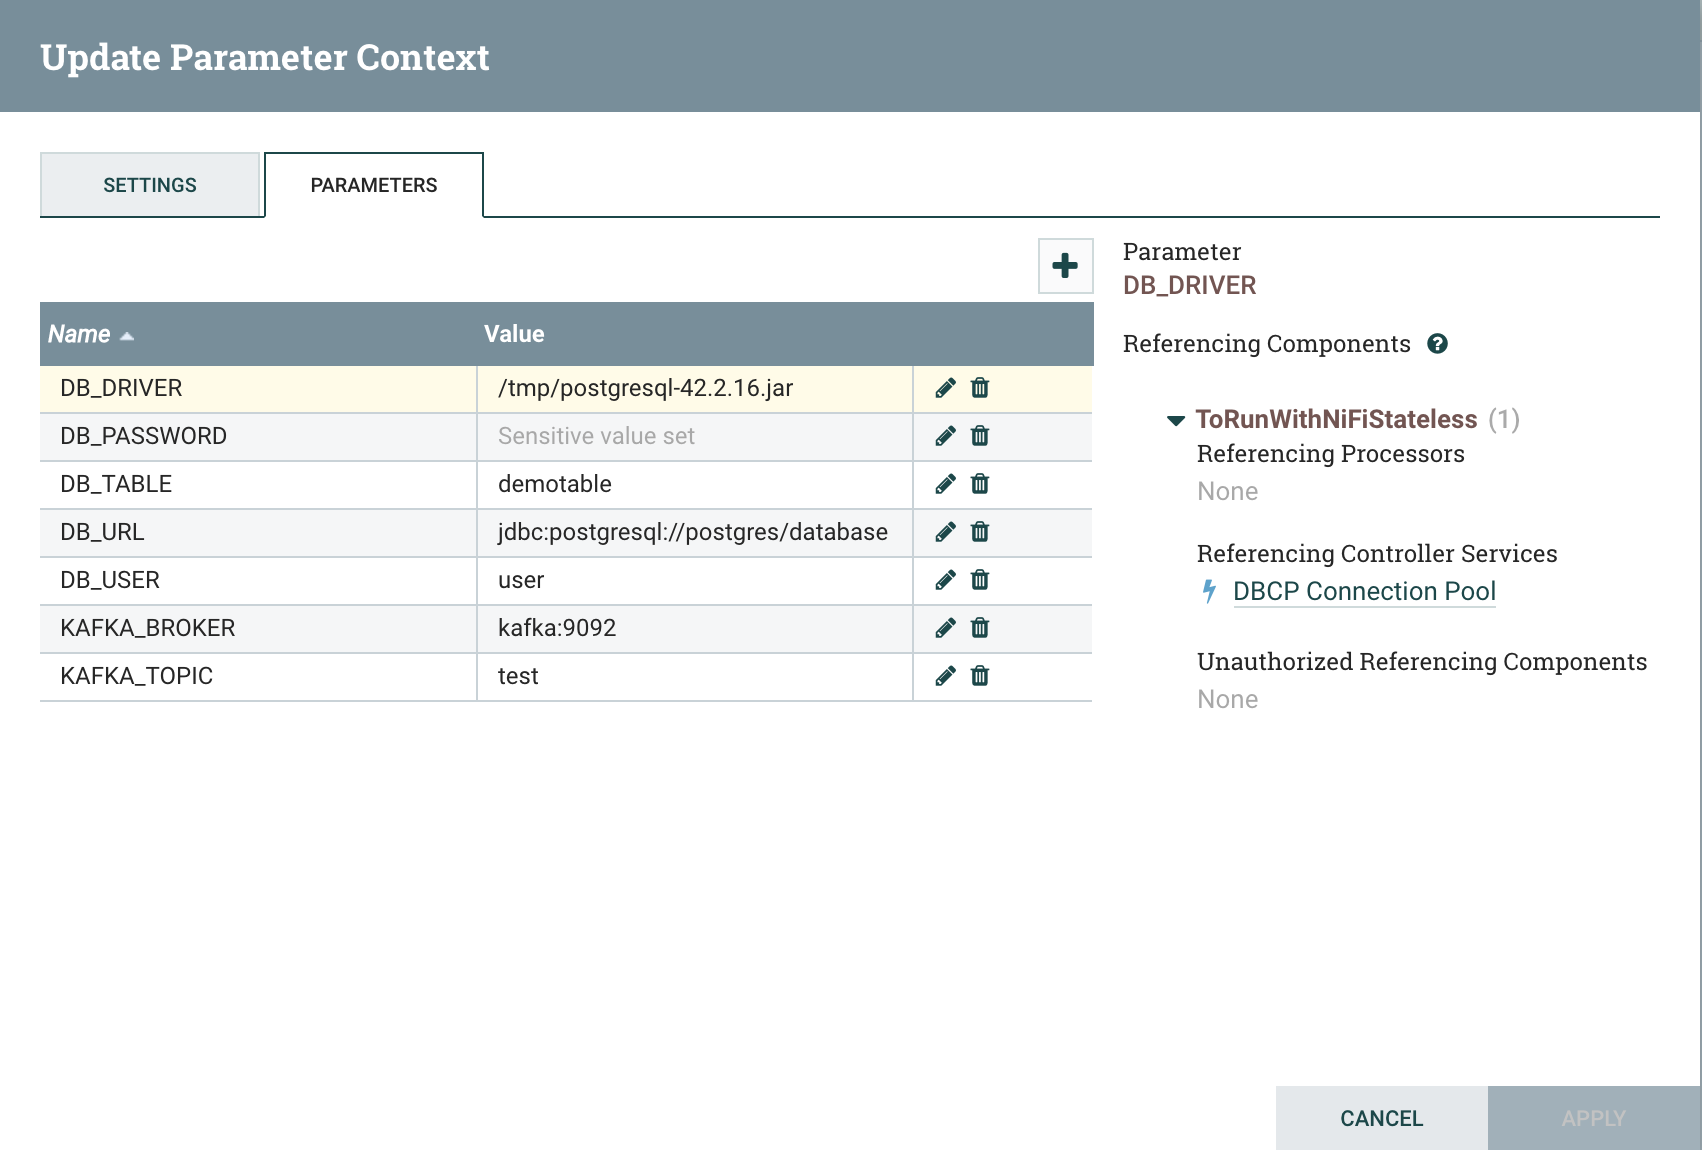 Update Parameter Context
SETTINGS
PARAMETERS
Name Value
DB_DRIVER /tmp/postgresql-42.2.16.jar
DB_PASSWORD Sensitive value set
DB_TABLE demotable
DB_URL jdbc:postgresql://postgres/database
DB_USER user
KAFKA_BROKER kafka:9092
KAFKA_TOPIC test
Parameter
DB_DRIVER
Referencing Components
ToRunWithNiFiStateless (1)
Referencing Processors
None
Referencing Controller Services
DBCP Connection Pool
Unauthorized Referencing Components
None
CANCEL
APPLY